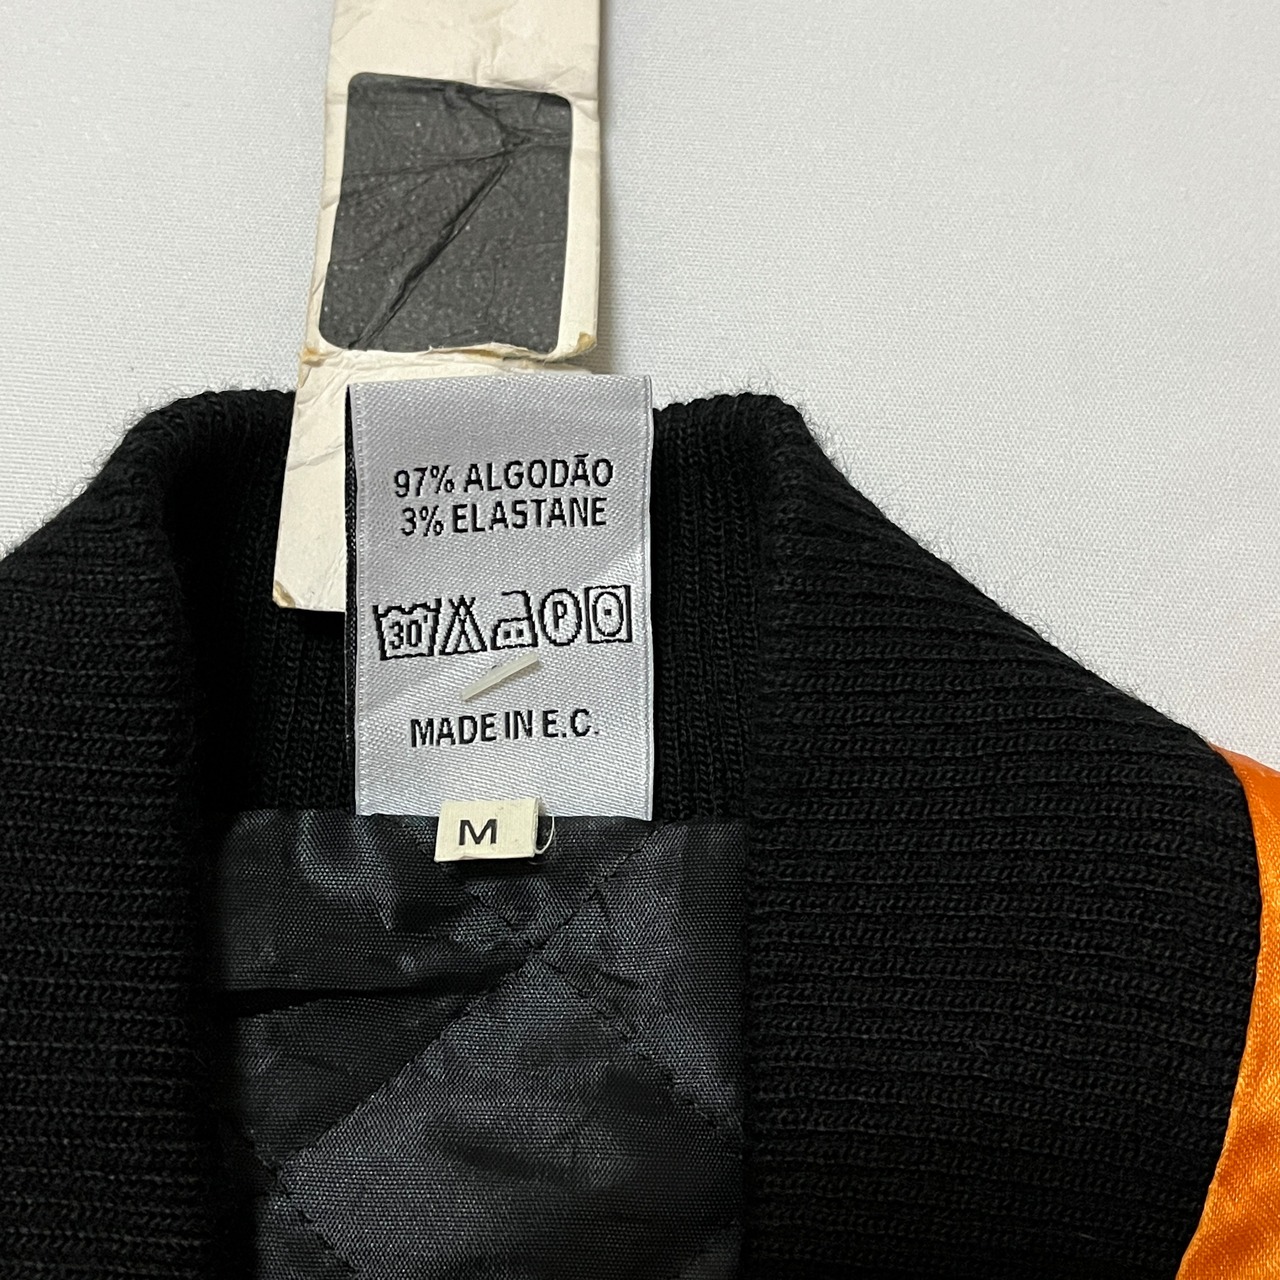 97% ALGODÃO
3% ELASTANE
30° P
MADE IN E.C.
M